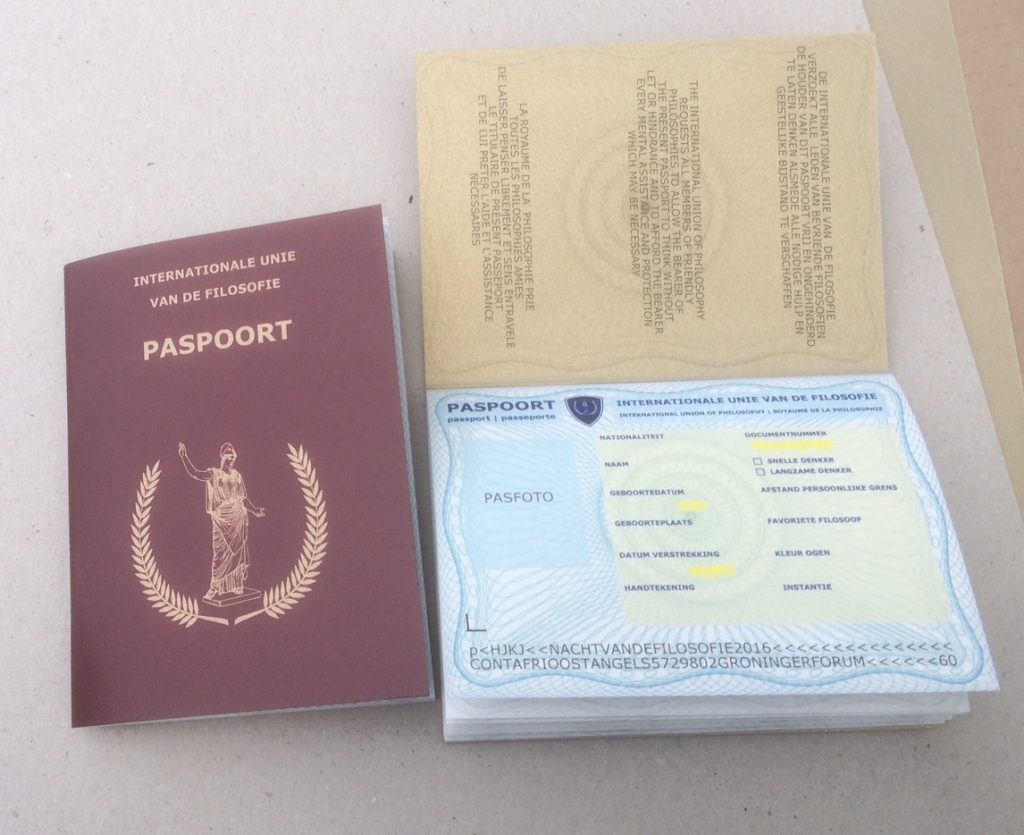 INTERNATIONALE UNIE
VAN DE FILOSOFIE
PASPOORT
DE INTERNATIONALE UNIE VAN DE FILOSOFIE
VERZOEKT ALLE LEDEN VAN BEVRIENDE FILOSOFIEN
DE HOUDER VAN DIT PASPOORT VRIJ EN ONGEHINDERD
TE LATEN DENKEN ALSMEDE ALLE NODIGE HULP EN
GEESTELIJKE BIJSTAND TE VERSCHAFFEN
THE INTERNATIONAL UNION OF PHILOSOPHY
REQUESTS ALL MEMBERS OF FRIENDLY
PHILOSOPHIES TO ALLOW THE BEARER OF
THE PRESENT PASSPORT TO THINK WITHOUT
LET OR HINDRANCE AND TO AFFORD THE BEARER
EVERY MENTAL ASSISTANCE AND PROTECTION
WHICH MAY BE NECESSARY
LA ROYAUME DE LA PHILOSOPHIE PRIE
TOUTES LES PHILOSOPHIES AMIES
DE LAISSER PENSER LIBREMENT ET SENS ENTRAVELE
LE TITULAIRE DE PRESENT PASSEPORT
ET DE LUI PRETER L'AIDE ET L'ASSISTANCE
NECESSAIRES
PASPOORT
passport | passeporte
INTERNATIONALE UNIE VAN DE FILOSOFIE
INTERNATIONAL UNION OF PHILOSOPHY | ROYAUME DE LA PHILOSOPHIE
NATIONALITEIT
DOCUMENTNUMMER
NAAM
SNELLE DENKER
LANGZAME DENKER
PASFOTO
GEBOORTEDATUM
AFSTAND PERSOONLIJKE GRENS
GEBOORTEPLAATS
FAVORIETE FILOSOOF
DATUM VERSTREKKING
KLEUR OGEN
HANDTEKENING
INSTANTIE
p<HJKJ<<NACHTVANDEFILOSOFIE2016<<<<<<<<<<<<<<<
CONTAFRIOOSTANGELS5729802GRONINGERFORUM<<<<<<60